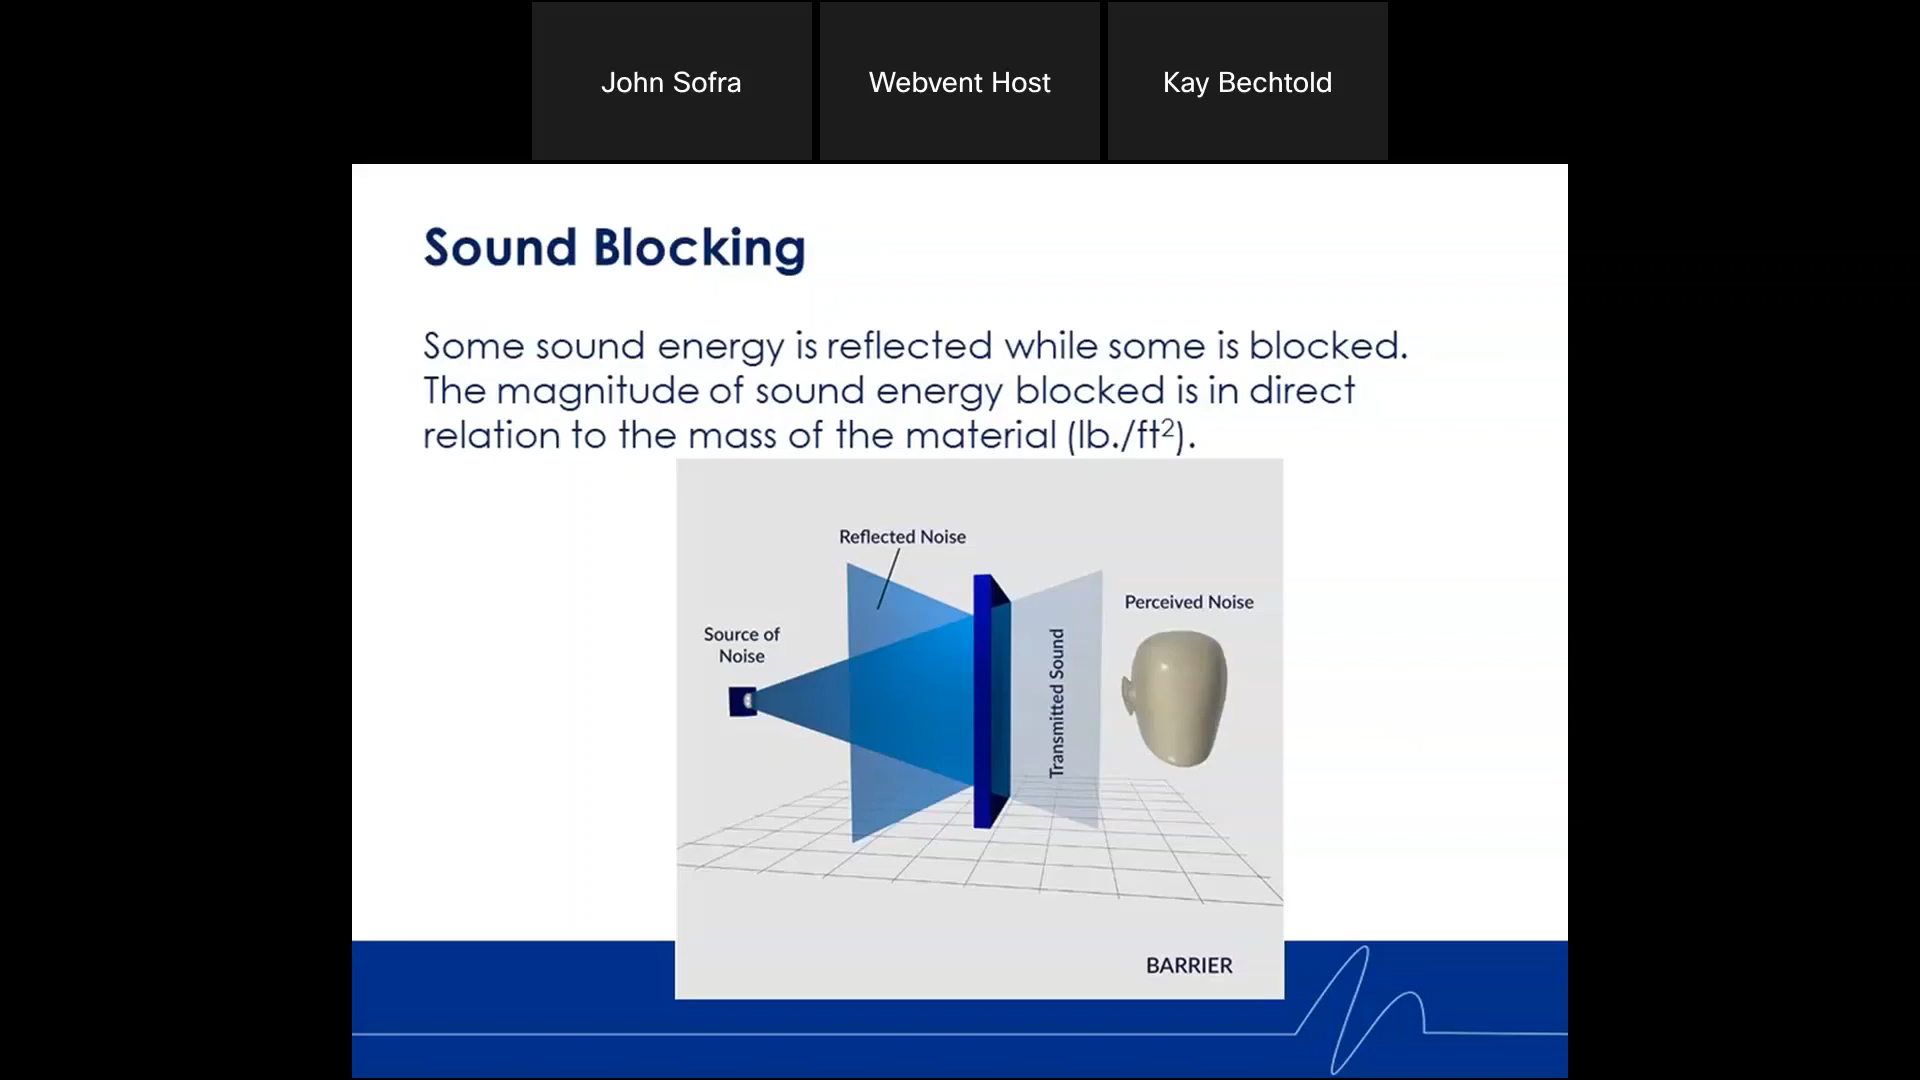 John Sofra
Webvent Host
Kay Bechtold
Sound Blocking
Some sound energy is reflected while some is blocked.
The magnitude of sound energy blocked is in direct
relation to the mass of the material (lb./ft²).
Reflected Noise
Source of
Noise
Transmitted Sound
Perceived Noise
BARRIER